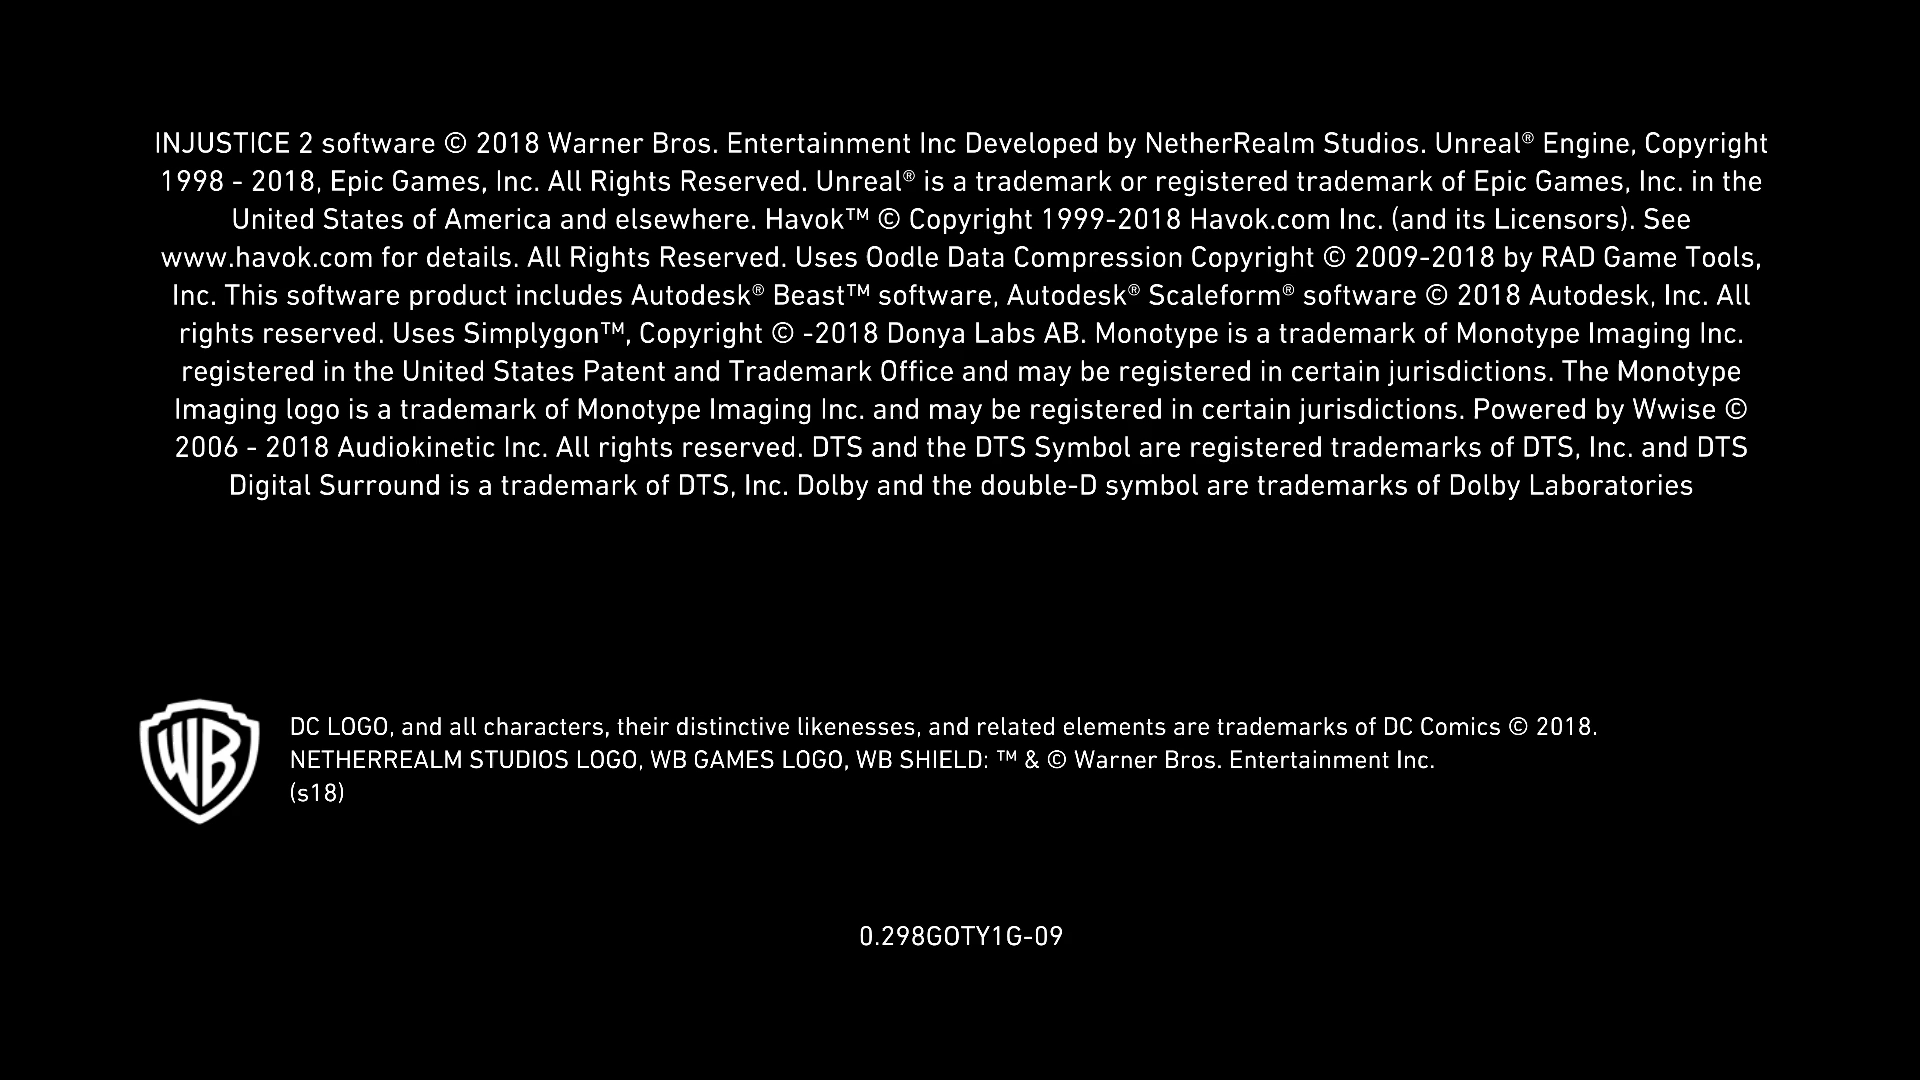 INJUSTICE 2 software © 2018 Warner Bros. Entertainment Inc Developed by NetherRealm Studios. Unreal® Engine, Copyright
1998 - 2018, Epic Games, Inc. All Rights Reserved. Unreal® is a trademark or registered trademark of Epic Games, Inc. in the
United States of America and elsewhere. Havok™ © Copyright 1999-2018 Havok.com Inc. (and its Licensors). See
www.havok.com for details. All Rights Reserved. Uses Oodle Data Compression Copyright © 2009-2018 by RAD Game Tools,
Inc. This software product includes Autodesk® Beast™ software, Autodesk® Scaleform® software © 2018 Autodesk, Inc. All
rights reserved. Uses Simplygon™, Copyright © -2018 Donya Labs AB. Monotype is a trademark of Monotype Imaging Inc.
registered in the United States Patent and Trademark Office and may be registered in certain jurisdictions. The Monotype
Imaging logo is a trademark of Monotype Imaging Inc. and may be registered in certain jurisdictions. Powered by Wwise ©
2006 - 2018 Audiokinetic Inc. All rights reserved. DTS and the DTS Symbol are registered trademarks of DTS, Inc. and DTS
Digital Surround is a trademark of DTS, Inc. Dolby and the double-D symbol are trademarks of Dolby Laboratories
WB
DC LOGO, and all characters, their distinctive likenesses, and related elements are trademarks of DC Comics © 2018.
NETHERREALM STUDIOS LOGO, WB GAMES LOGO, WB SHIELD: ™ & © Warner Bros. Entertainment Inc.
(s18)
0.298GOTY1G-09